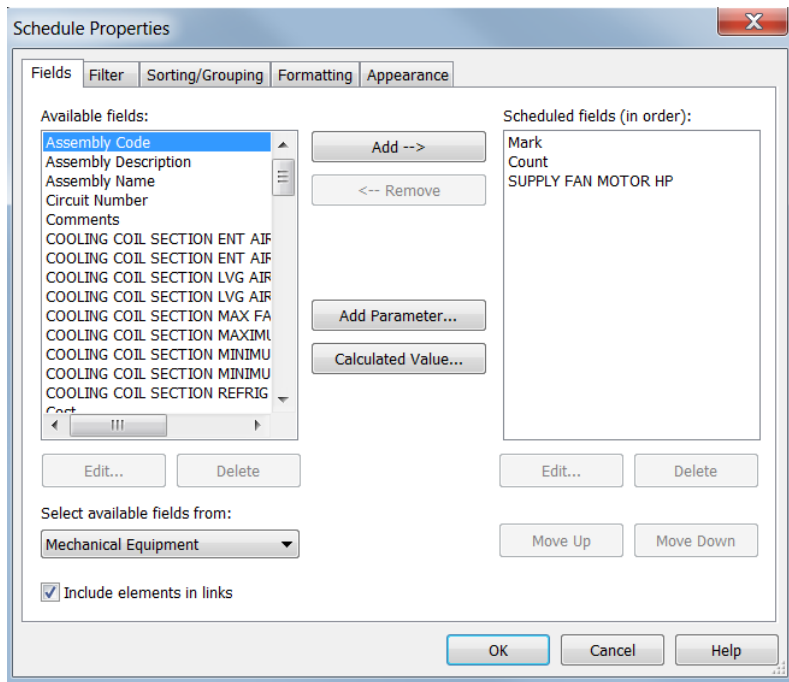 Schedule Properties
Fields
Filter
Sorting/Grouping
Formatting
Appearance
Available fields:
Assembly Code
Assembly Description
Assembly Name
Circuit Number
Comments
COOLING COIL SECTION ENT AIR
COOLING COIL SECTION ENT AIR
COOLING COIL SECTION LVG AIR
COOLING COIL SECTION LVG AIR
COOLING COIL SECTION MAX FA
COOLING COIL SECTION MAXIMU
COOLING COIL SECTION MINIMU
COOLING COIL SECTION MINIMU
COOLING COIL SECTION REFRIG
Cost
Edit...
Delete
Select available fields from:
Mechanical Equipment
Include elements in links
Add -->
<-- Remove
Add Parameter...
Calculated Value...
Scheduled fields (in order):
Mark
Count
SUPPLY FAN MOTOR HP
Edit...
Delete
Move Up
Move Down
OK
Cancel
Help